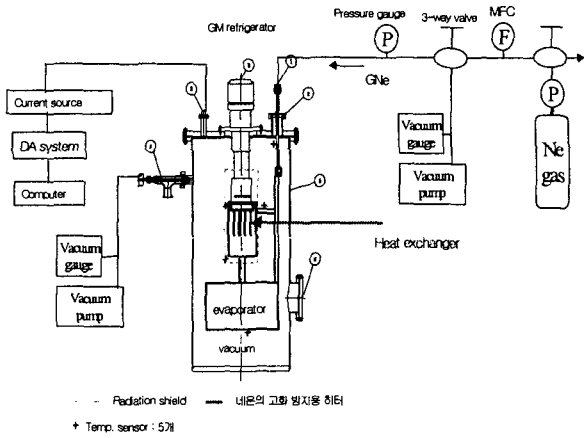 Pressure gauge
3-way valve
MFC
GM refrigerator
P
F
GNe
P
Current source
DA system
Computer
Vacuum
gauge
Vacuum
pump
Ne
gas
Heat exchanger
Vacuum
gauge
Vacuum
pump
evaporator
vacuum
Radiation shield
네온의 고화 방지용 히터
+ Temp. sensor : 5개